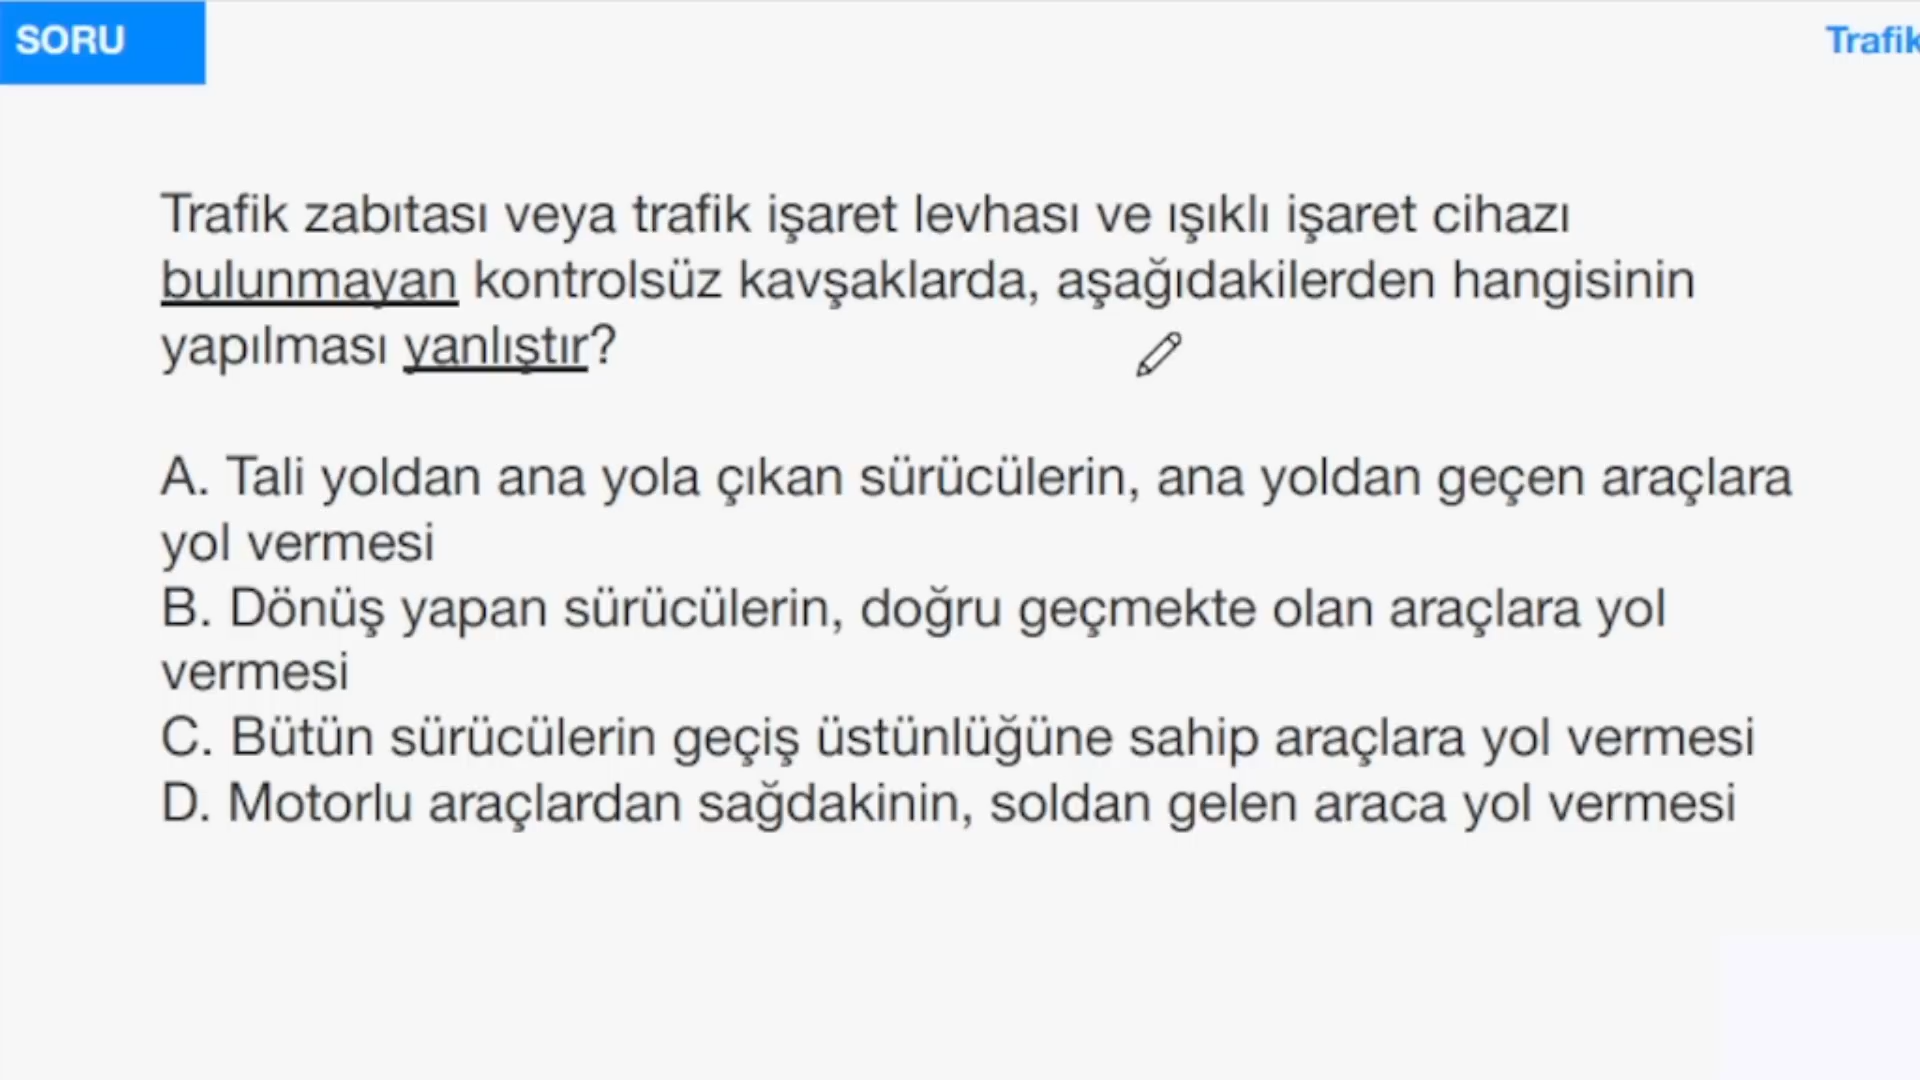 SORU
Trafik
Trafik zabıtası veya trafik işaret levhası ve ışıklı işaret cihazı
bulunmayan kontrolsüz kavşaklarda, aşağıdakilerden hangisinin
yapılması yanlıştır?
A. Tali yoldan ana yola çıkan sürücülerin, ana yoldan geçen araçlara
yol vermesi
B. Dönüş yapan sürücülerin, doğru geçmekte olan araçlara yol
vermesi
C. Bütün sürücülerin geçiş üstünlüğüne sahip araçlara yol vermesi
D. Motorlu araçlardan sağdakinin, soldan gelen araca yol vermesi